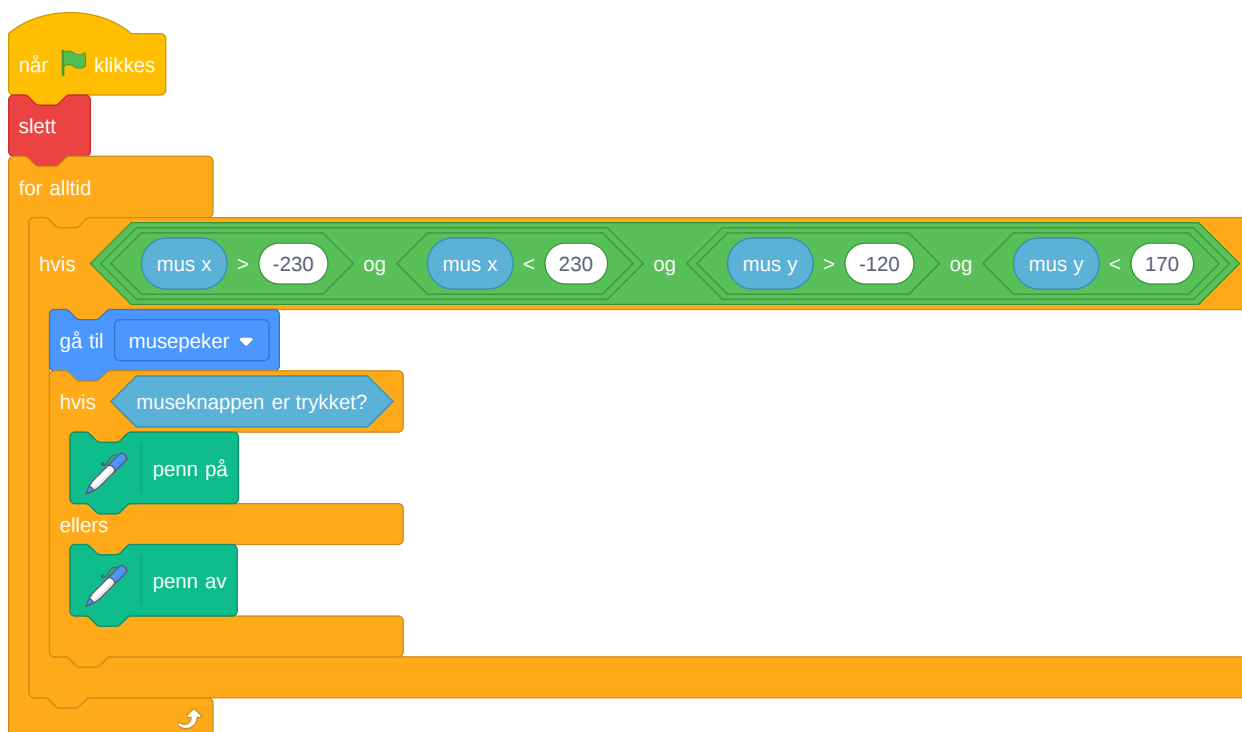 når klikkes
slett
for alltid
hvis mus x > -230 og mus x < 230 og mus y > -120 og mus y < 170
gå til musepeker
hvis museknappen er trykket?
penn på
ellers
penn av